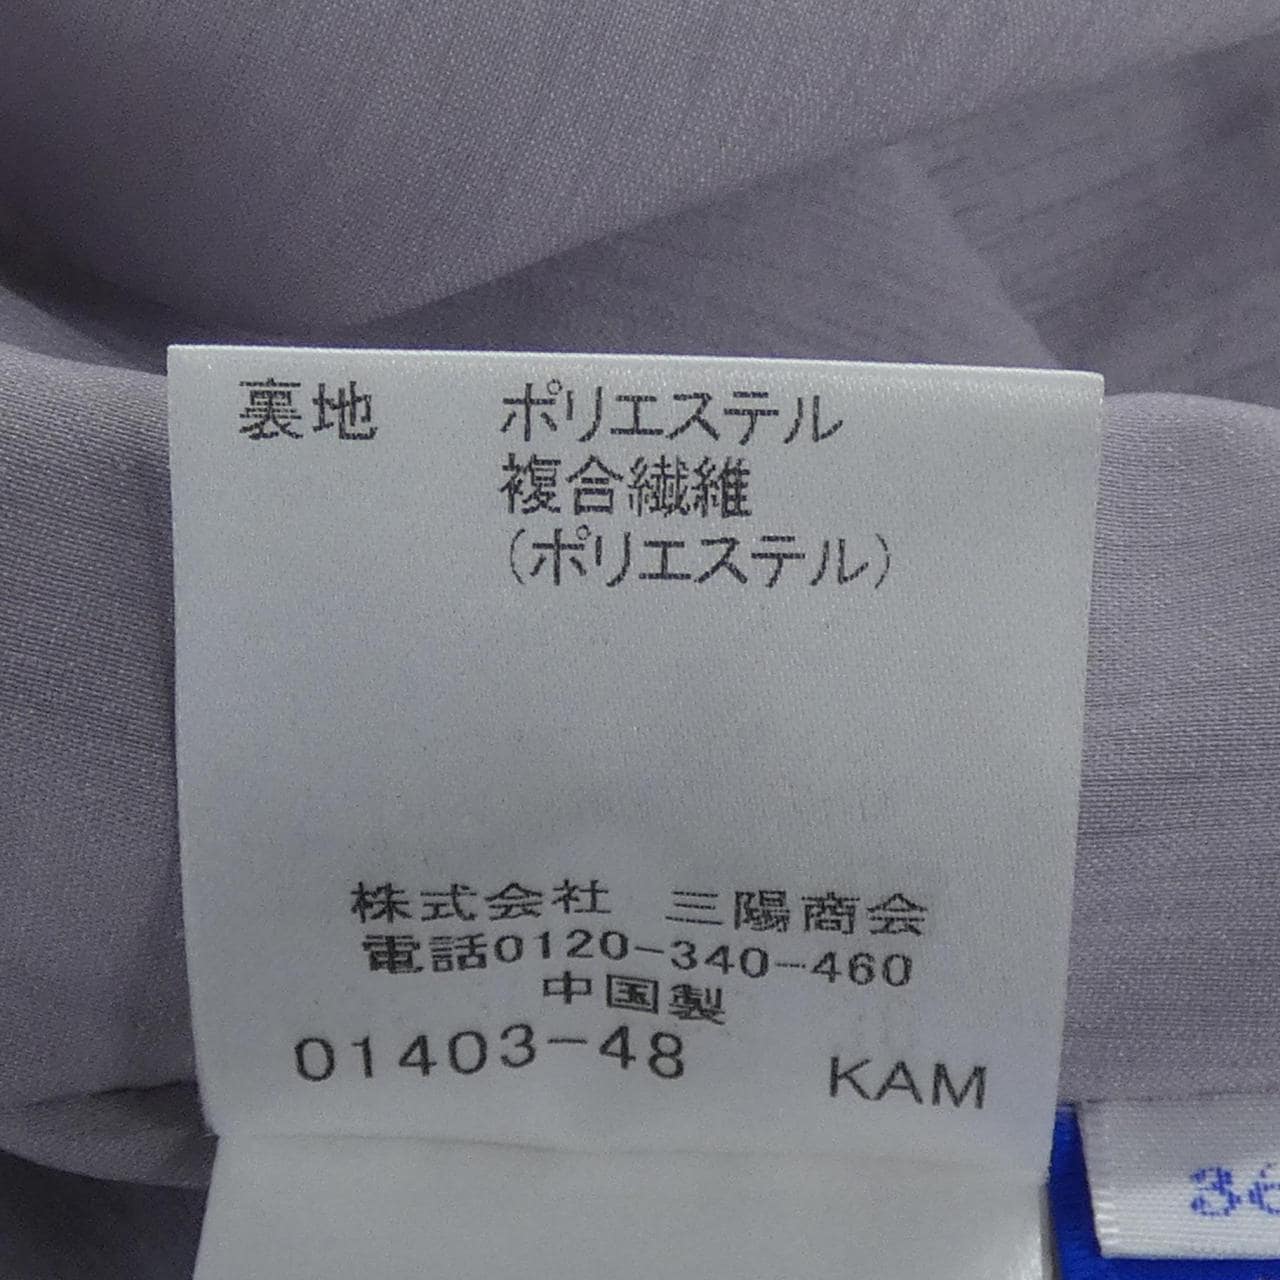 裏地 ポリエステル
複合繊維
(ポリエステル)
株式会社 三陽商会
電話0120-340-460
中国製
01403-48 KAM